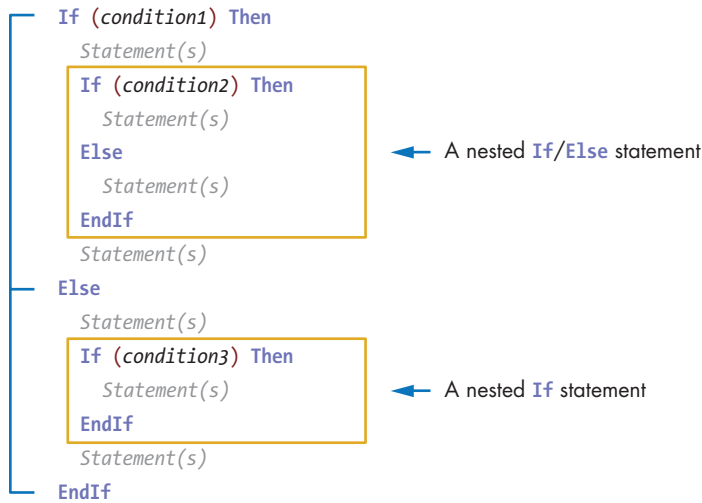 If (condition1) Then
Statement(s)
If (condition2) Then
Statement(s)
Else
A nested If/Else statement
Statement(s)
EndIf
Statement(s)
Else
Statement(s)
If (condition3) Then
Statement(s)
A nested If statement
EndIf
Statement(s)
EndIf